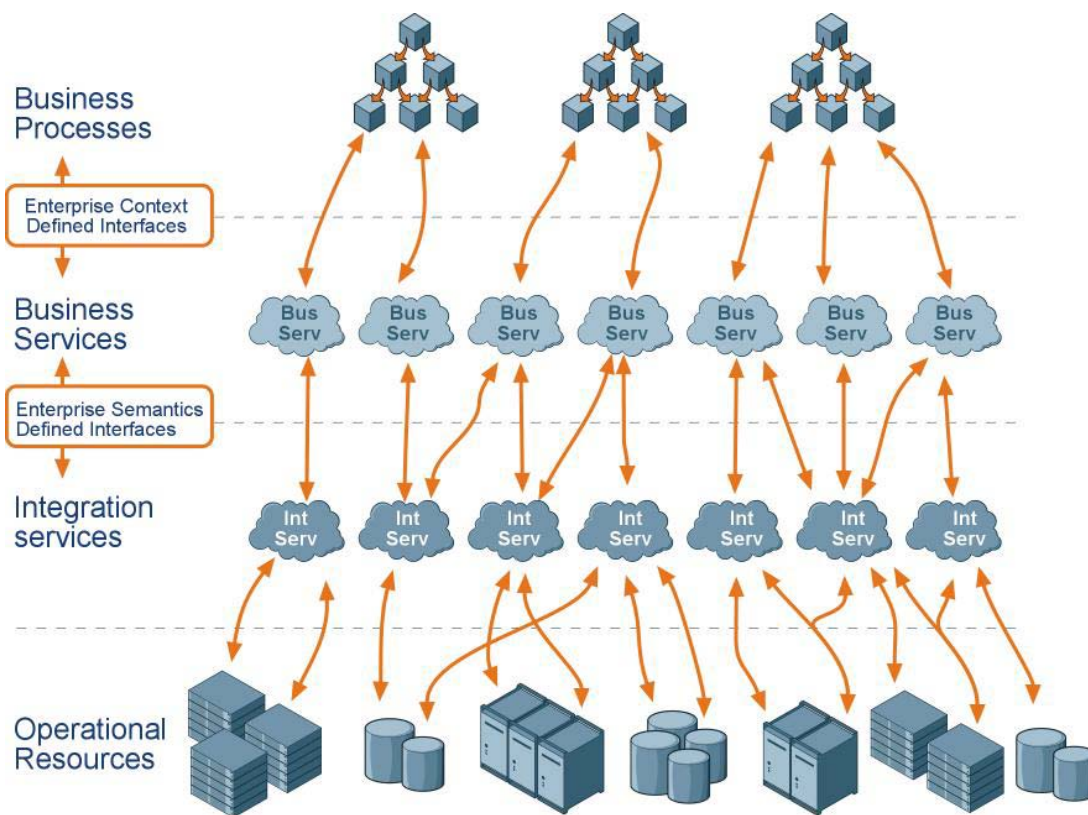 Business
Processes
Enterprise Context
Defined Interfaces
Business
Services
Bus
Serv
Bus
Serv
Bus
Serv
Bus
Serv
Bus
Serv
Bus
Serv
Bus
Serv
Enterprise Semantics
Defined Interfaces
Integration
services
Int
Serv
Int
Serv
Int
Serv
Int
Serv
Int
Serv
Int
Serv
Int
Serv
Operational
Resources